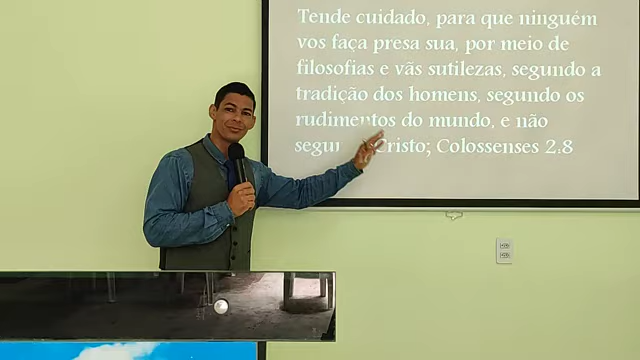 Tende cuidado, para que ninguém
vos faça presa sua, por meio de
filosofias e vãs sutilezas, segundo a
tradição dos homens, segundo os
rudimentos do mundo, e não
Cristo; Colossenses 2.8